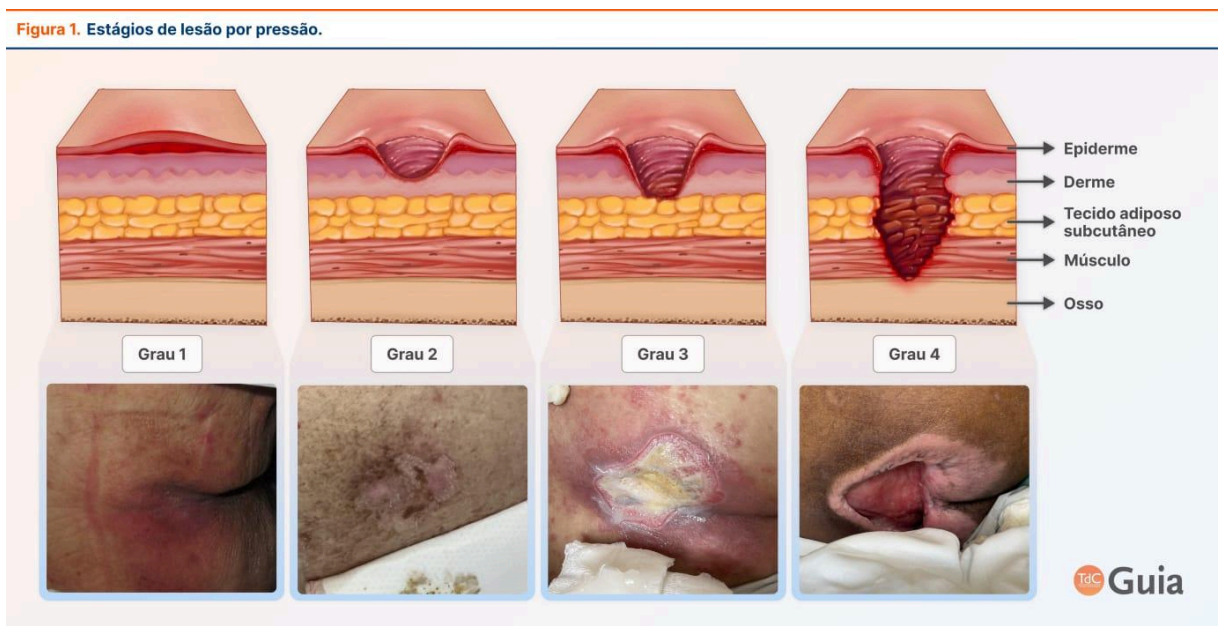 Figura 1. Estágios de lesão por pressão.
Epiderme
Derme
Tecido adiposo
subcutâneo
Músculo
Osso
Grau 1
Grau 2
Grau 3
Grau 4
TdC Guia